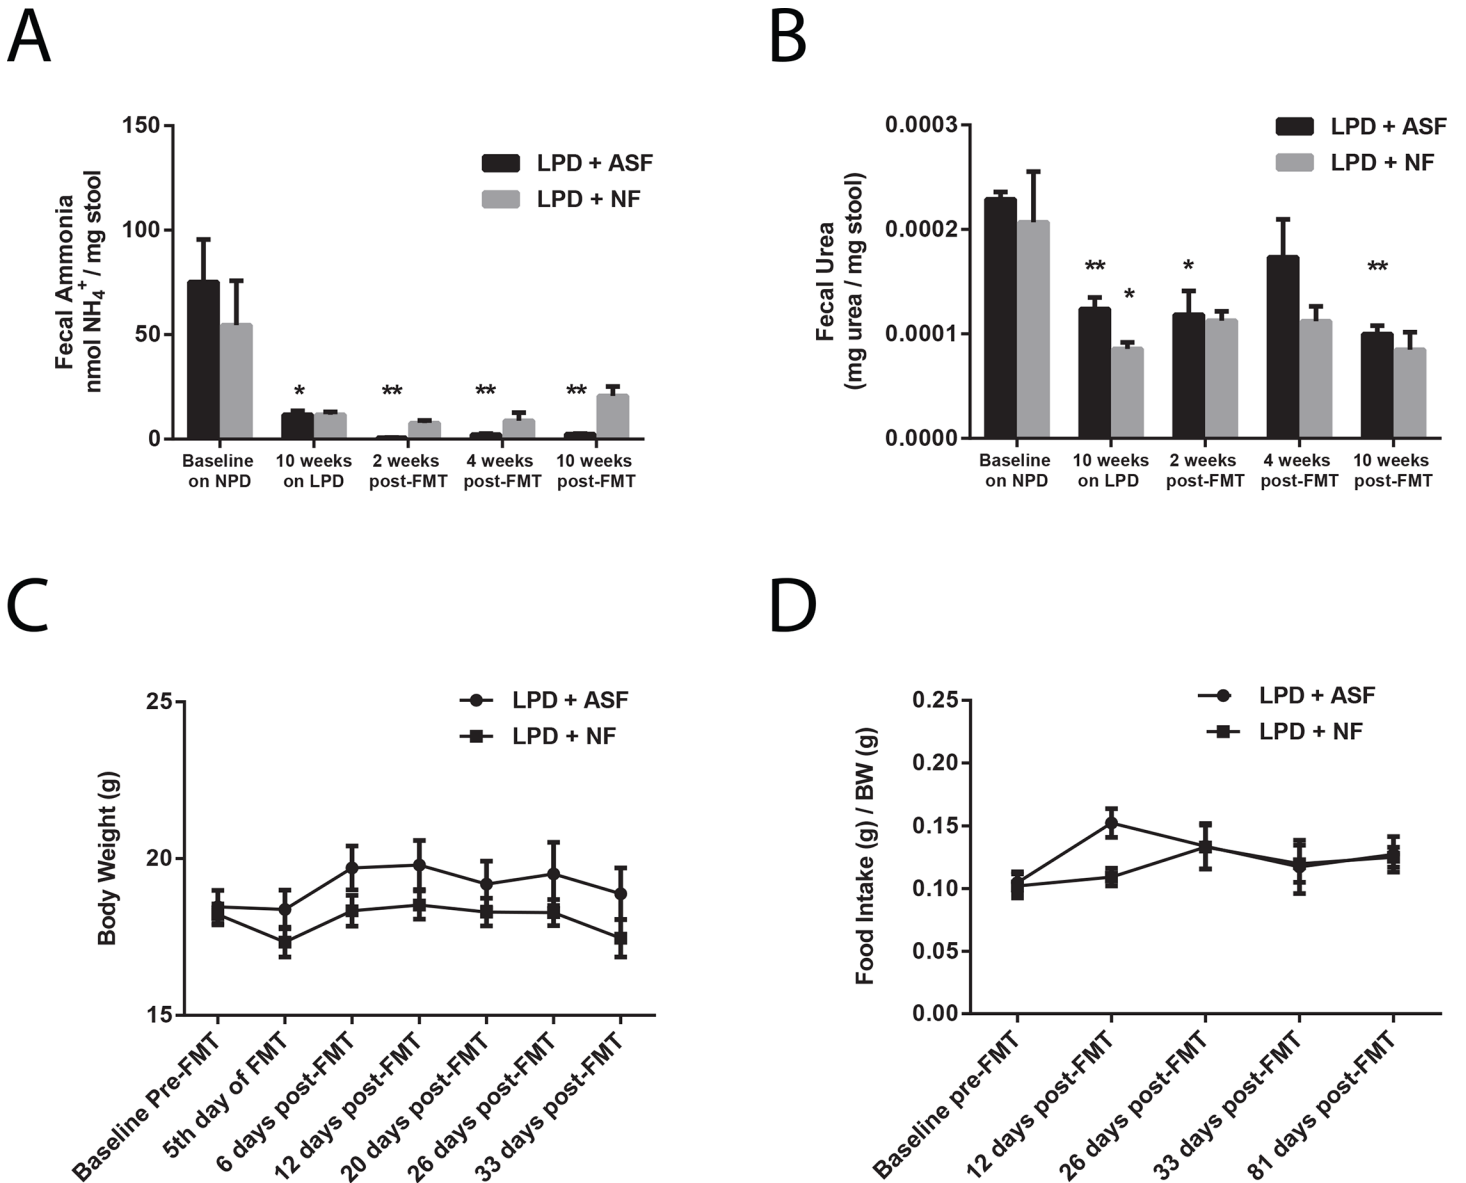 A
Fecal Ammonia
nmol NH4+ / mg stool
150
100
50
0
LPD + ASF
LPD + NF
*
**
**
**
Baseline
on NPD
10 weeks
on LPD
2 weeks
post-FMT
4 weeks
post-FMT
10 weeks
post-FMT
B
Fecal Urea
(mg urea / mg stool)
0.0003
0.0002
0.0001
0.0000
LPD + ASF
LPD + NF
**
*
*
**
Baseline
on NPD
10 weeks
on LPD
2 weeks
post-FMT
4 weeks
post-FMT
10 weeks
post-FMT
C
Body Weight (g)
25
20
15
LPD + ASF
LPD + NF
Baseline Pre-FMT
5th day of FMT
6 days post-FMT
12 days post-FMT
20 days post-FMT
26 days post-FMT
33 days post-FMT
D
Food Intake (g) / BW (g)
0.25
0.20
0.15
0.10
0.05
0.00
LPD + ASF
LPD + NF
Baseline pre-FMT
12 days post-FMT
26 days post-FMT
33 days post-FMT
81 days post-FMT